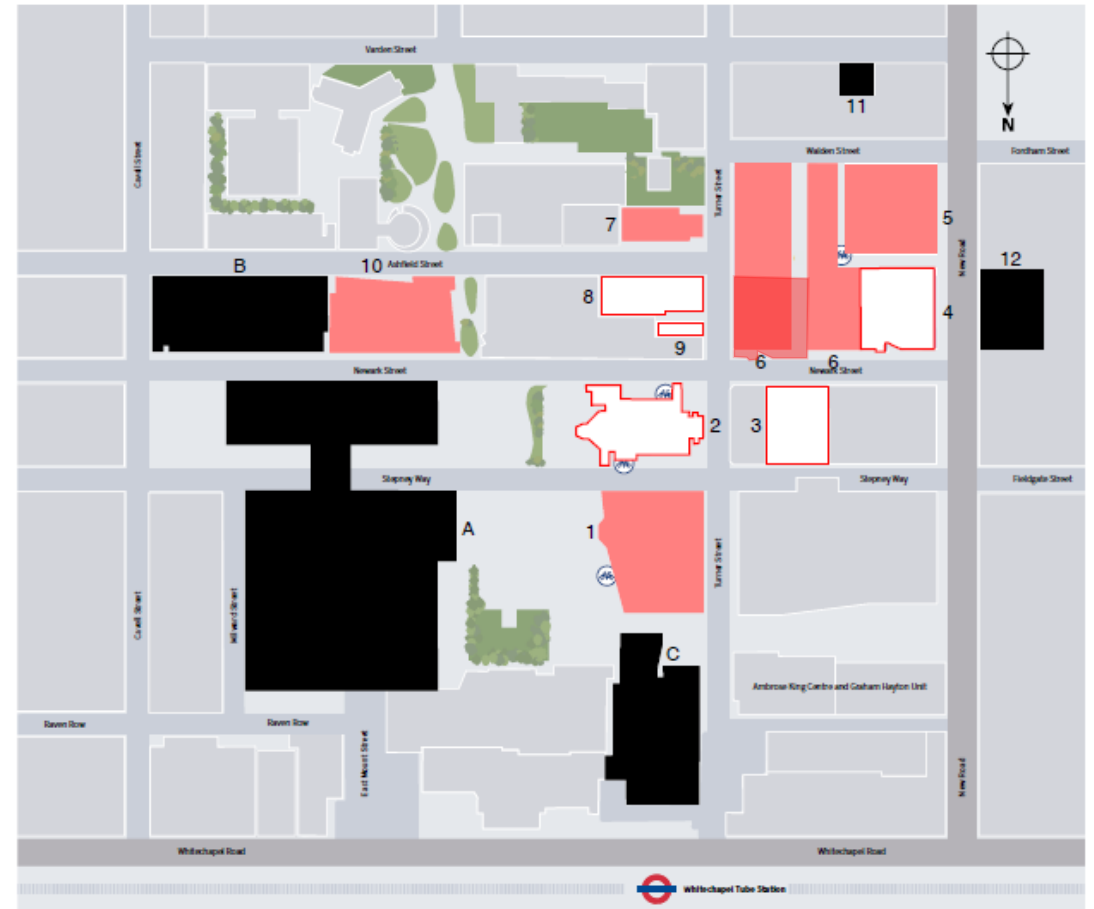 Varden Street
11
N
Walden Street
Fordham Street
Cavell Street
Turner Street
7
5
New Road
B
10
Ashfield Street
12
8
4
9
6
6
Newark Street
Newark Street
2
3
Stepney Way
Stepney Way
Fieldgate Street
A
1
Cavell Street
Milward Street
Turner Street
C
Ambrose King Centre and Graham Hayton Unit
Raven Row
Raven Row
East Mount Street
New Road
Whitechapel Road
Whitechapel Road
Whitechapel Tube Station